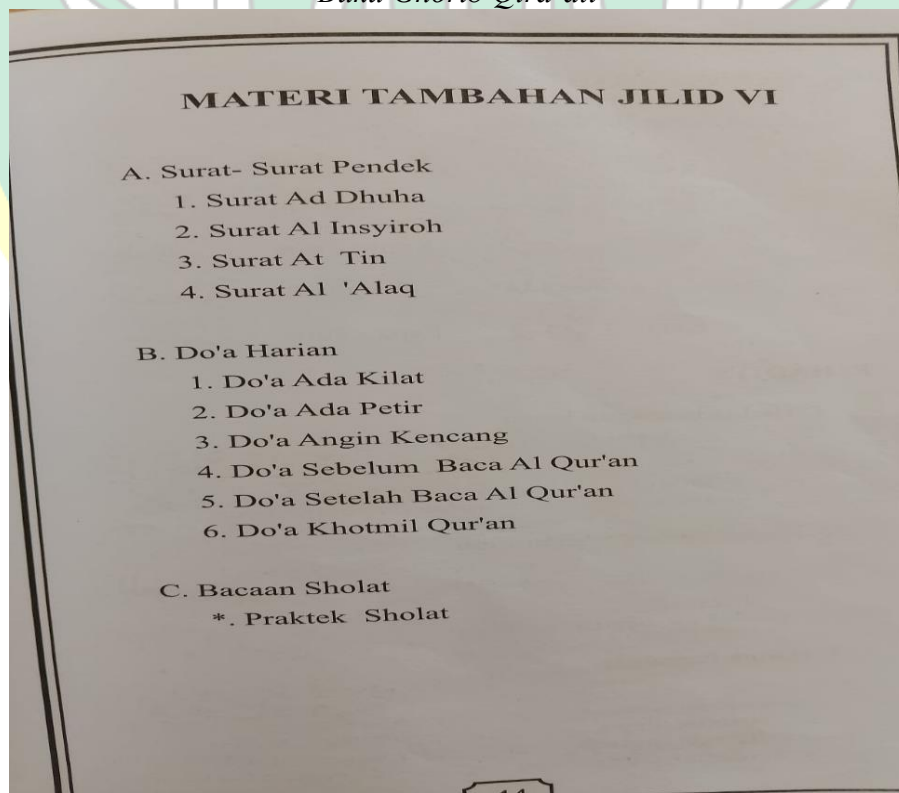 MATERI TAMBAHAN JILID VI
A. Surat- Surat Pendek
1. Surat Ad Dhuha
2. Surat Al Insyiroh
3. Surat At Tin
4. Surat Al 'Alaq
B. Do'a Harian
1. Do'a Ada Kilat
2. Do'a Ada Petir
3. Do'a Angin Kencang
4. Do'a Sebelum Baca Al Qur'an
5. Do'a Setelah Baca Al Qur'an
6. Do'a Khotmil Qur'an
C. Bacaan Sholat
*. Praktek Sholat